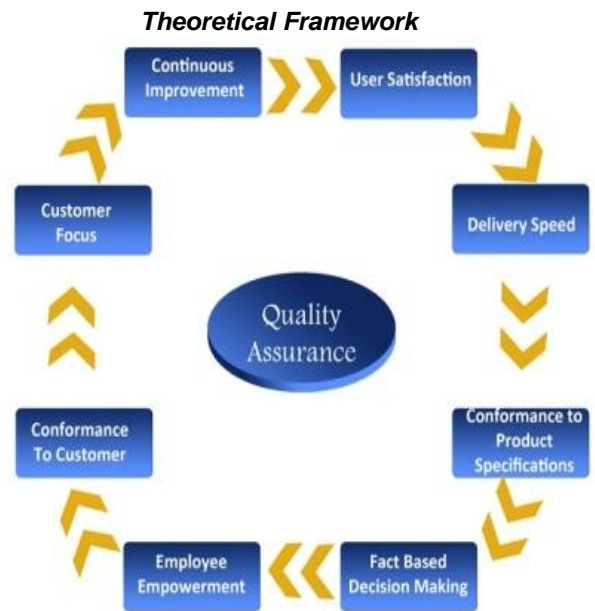 Theoretical Framework
Continuous
Improvement
User Satisfaction
Delivery Speed
Conformance to
Product
Specifications
Fact Based
Decision Making
Employee
Empowerment
Conformance
To Customer
Customer
Focus
Quality
Assurance